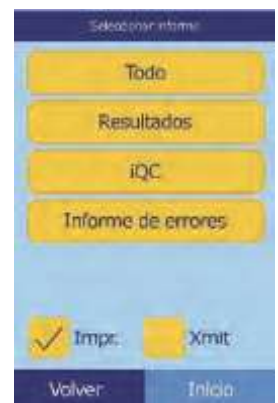 Seleccionar informe
Todo
Resultados
iQC
Informe de errores
Impr. Xmit
Volver Inicio